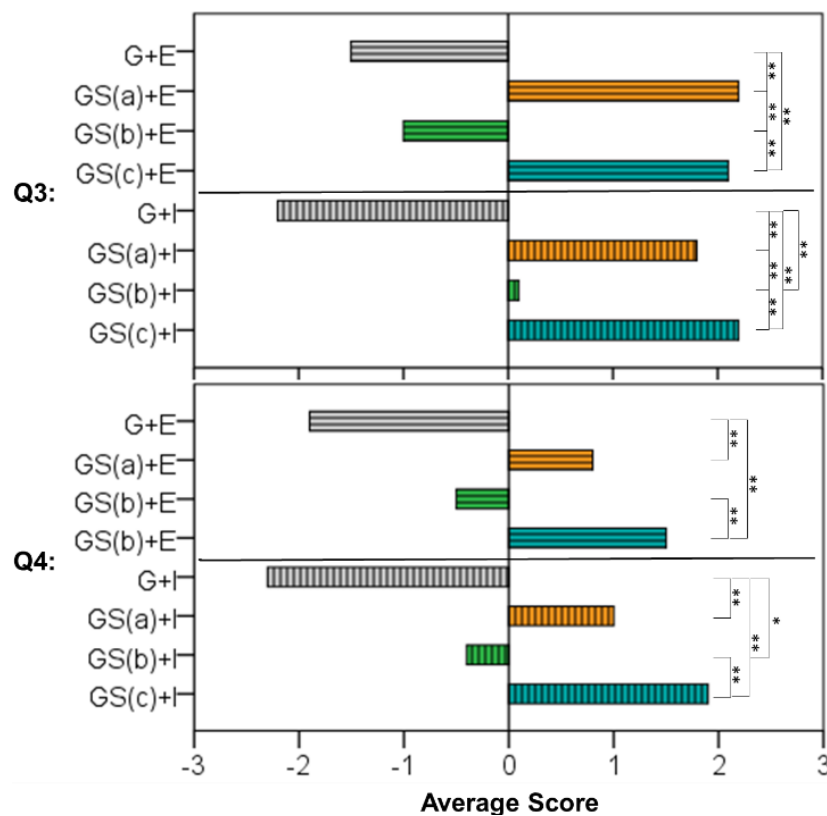 Q3:
G+E
GS(a)+E
GS(b)+E
GS(c)+E
**
**
**
**
G+I
GS(a)+I
GS(b)+I
GS(c)+I
**
**
**
**
**
Q4:
G+E
GS(a)+E
GS(b)+E
GS(b)+E
**
**
**
G+I
GS(a)+I
GS(b)+I
GS(c)+I
**
**
**
*
-3 -2 -1 0 1 2 3
Average Score